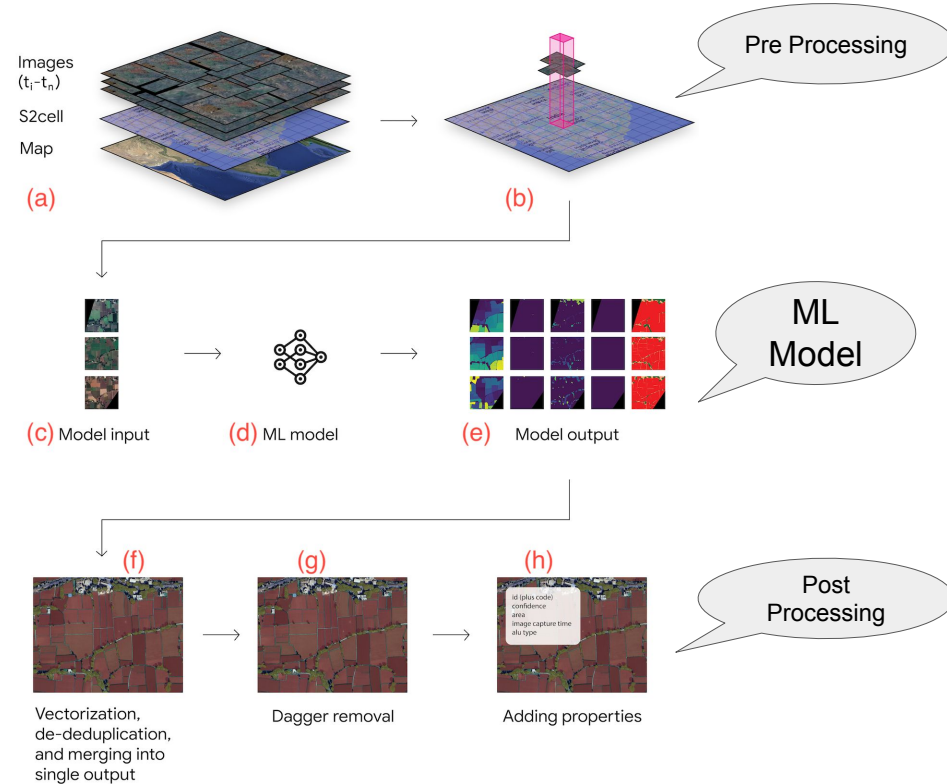 Images
(ti-tn)
S2cell
Map
(a)
(b)
Pre Processing
(c) Model input
(d) ML model
(e) Model output
ML
Model
(f)
(g)
(h)
id (plus code)
confidence
area
image capture time
alu type
Vectorization,
de-deduplication,
and merging into
single output
Dagger removal
Adding properties
Post
Processing